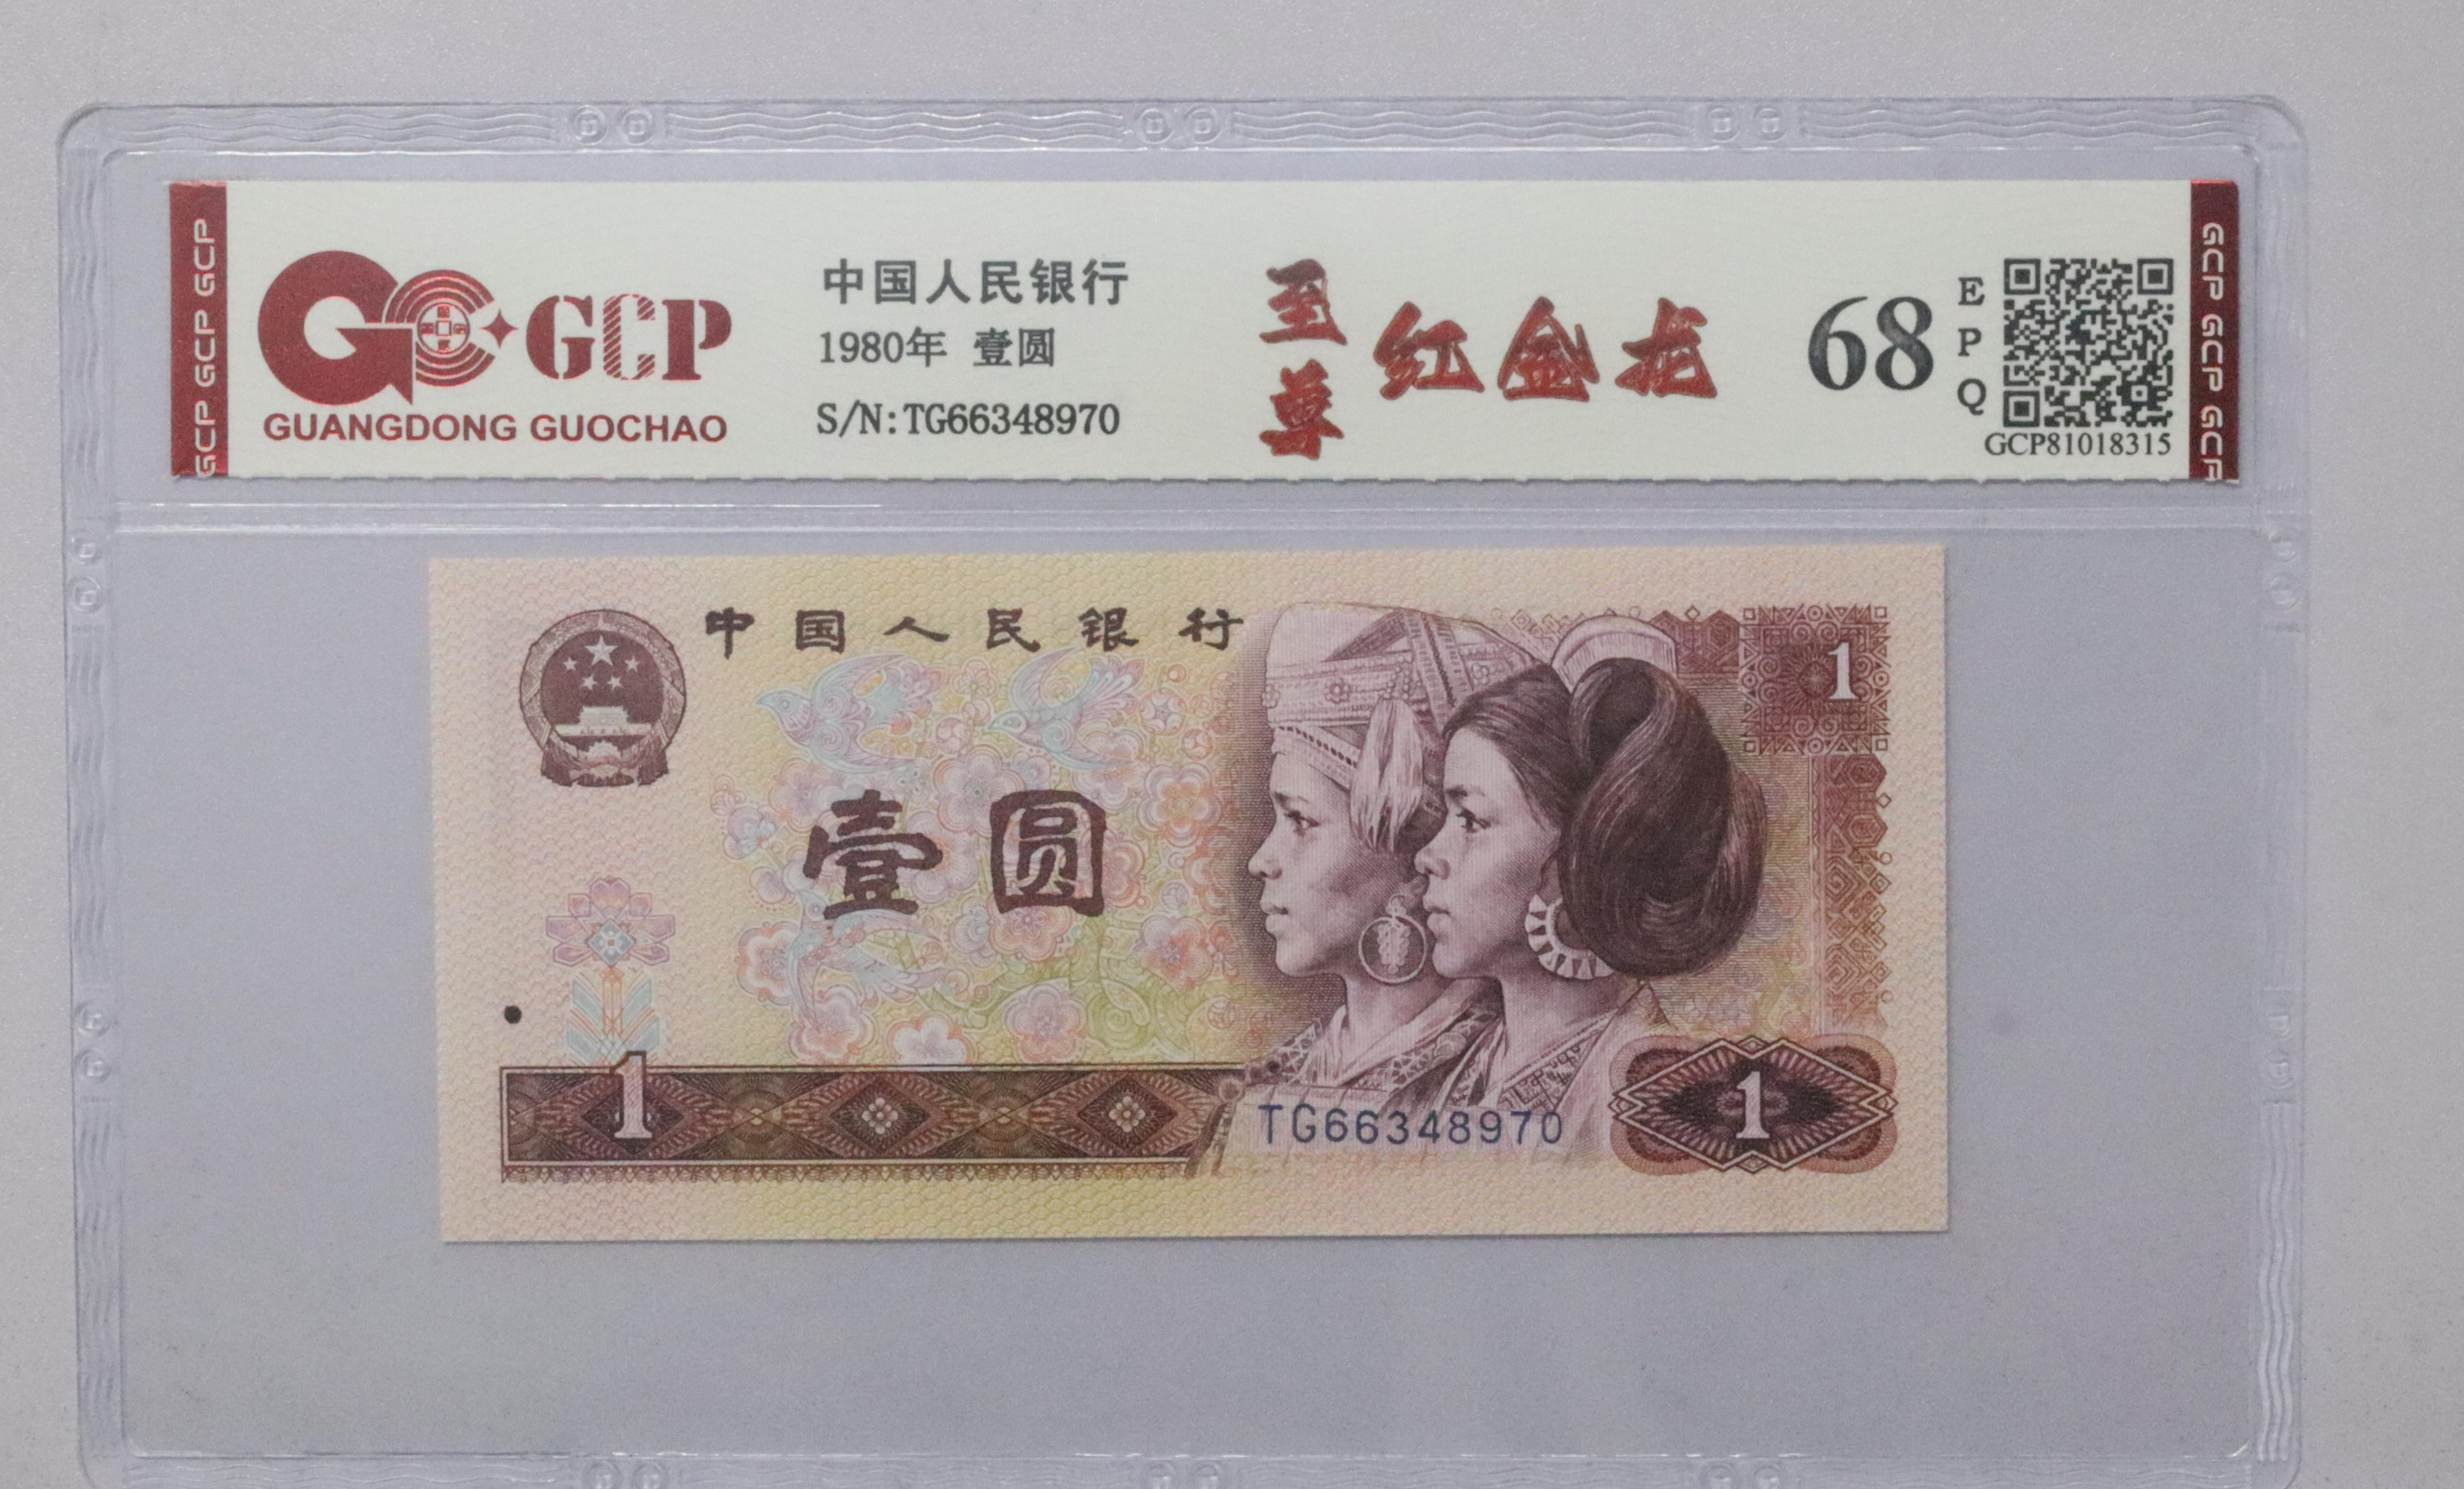 GCP GCP GCP
GCP
GUANGDONG GUOCHAO
中国人民银行
1980年 壹圆
S/N:TG66348970
至尊
红金龙
68
EPQ
GCP81018315
GCP GCP GCP
中国人民银行
1
壹圆
1
TG66348970
1